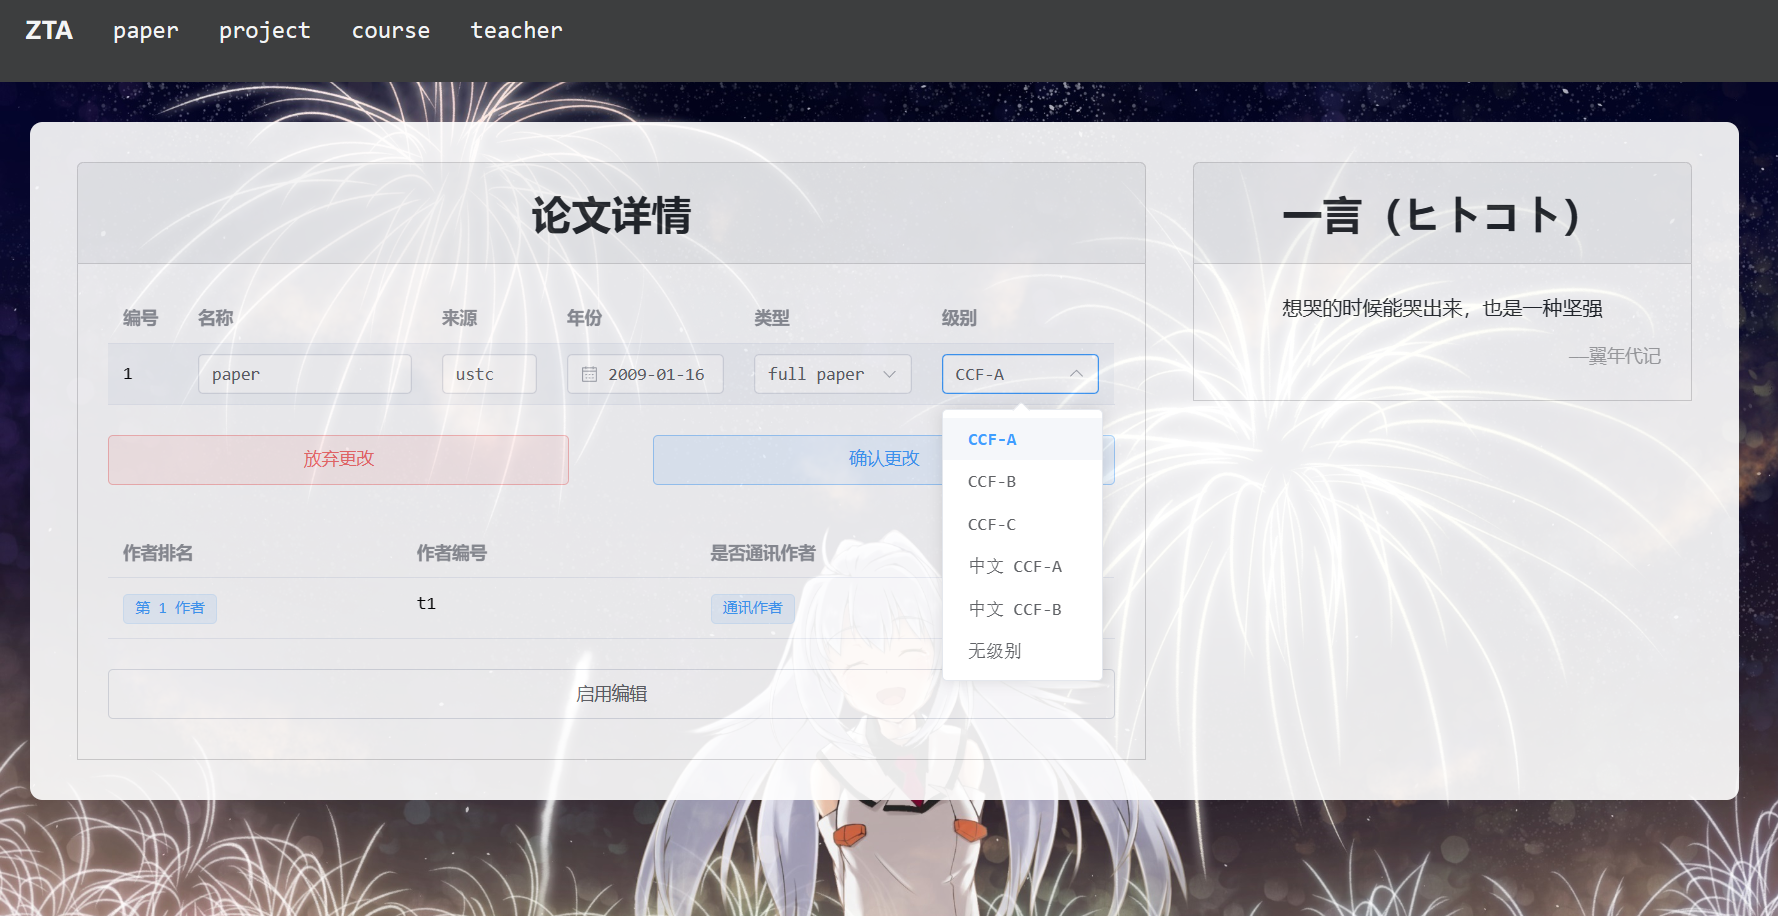 ZTA paper project course teacher
论文详情
编号 名称 来源 年份 类型 级别
1 paper ustc 2009-01-16 full paper CCF-A
CCF-A
CCF-B
CCF-C
中文 CCF-A
中文 CCF-B
无级别
放弃更改 确认更改
作者排名 作者编号 是否通讯作者
第 1 作者 t1 通讯作者
启用编辑
一言（ヒトコト）
想哭的时候能哭出来，也是一种坚强
—翼年代记